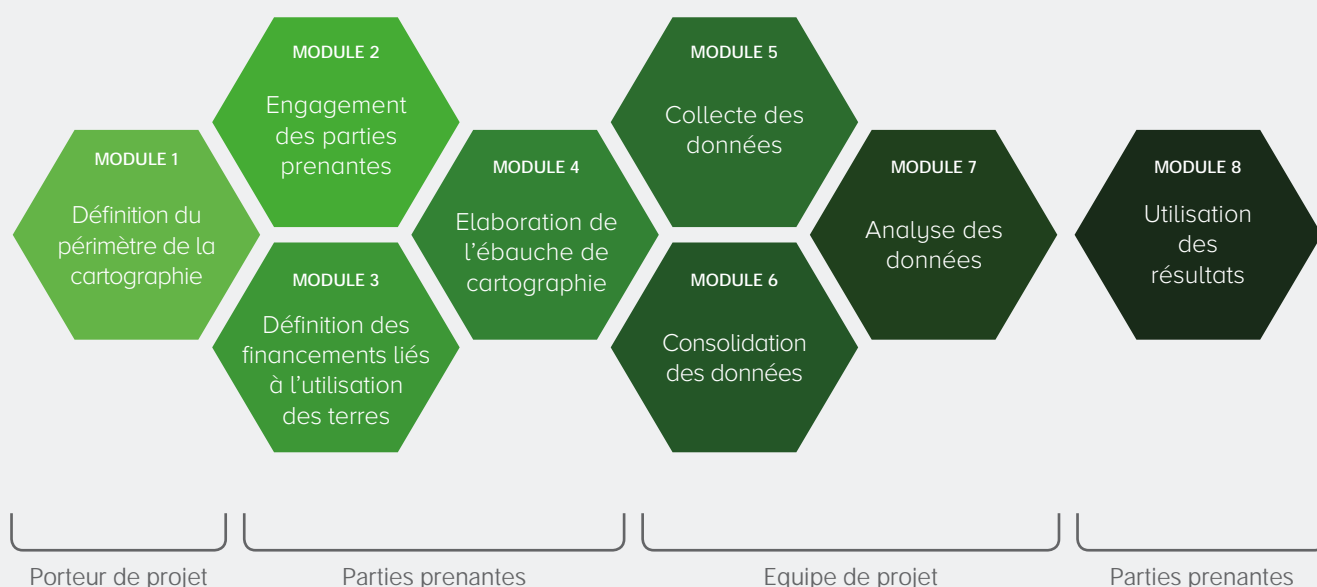 MODULE 1
Définition du
périmètre de la
cartographie
MODULE 2
Engagement
des parties
prenantes
MODULE 3
Définition des
financements liés
à l'utilisation
des terres
MODULE 4
Elaboration de
l'ébauche de
cartographie
MODULE 5
Collecte des
données
MODULE 6
Consolidation
des données
MODULE 7
Analyse des
données
MODULE 8
Utilisation
des
résultats
Porteur de projet
Parties prenantes
Equipe de projet
Parties prenantes